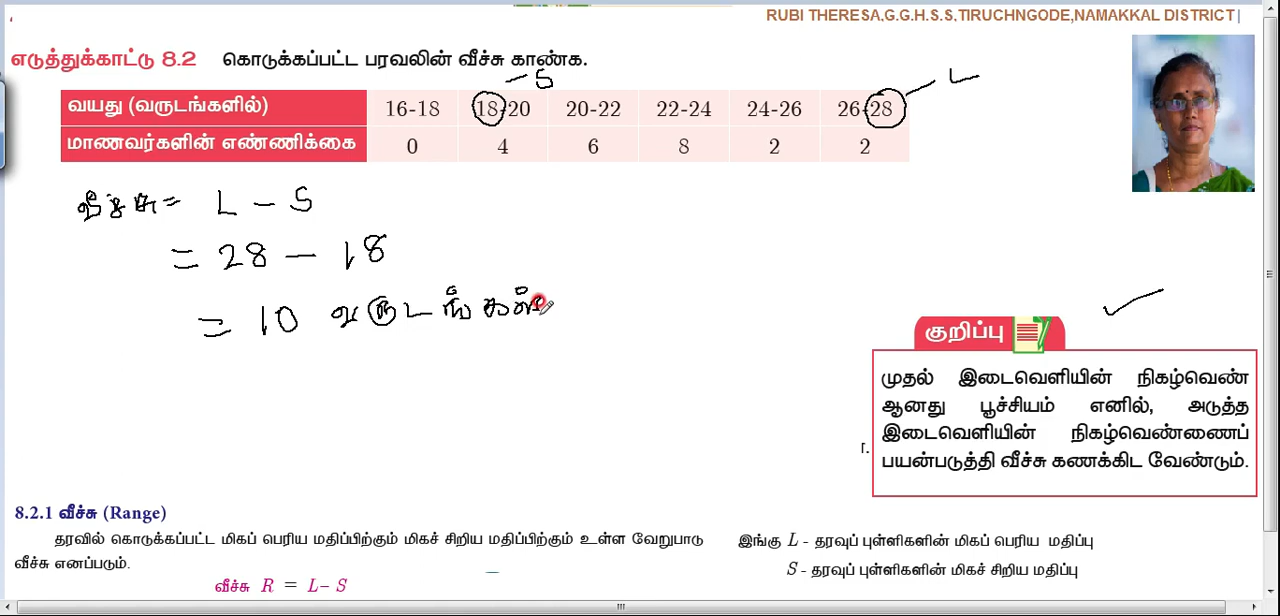 RUBI THERESA,G.G.H.S.S,TIRUCHNGODE,NAMAKKAL DISTRICT
எடுத்துக்காட்டு 8.2 கொடுக்கப்பட்ட பரவலின் வீச்சு காண்க.
S L
வயது (வருடங்களில்) 16-18 18-20 20-22 22-24 24-26 26-28
மாணவர்களின் எண்ணிக்கை 0 4 6 8 2 2
வீச்சு = L - S
= 28 - 18
= 10 வருடங்கள்
குறிப்பு
முதல் இடைவெளியின் நிகழ்வெண்
ஆனது பூச்சியம் எனில், அடுத்த
இடைவெளியின் நிகழ்வெண்ணைப்
பயன்படுத்தி வீச்சு கணக்கிட வேண்டும்.
8.2.1 வீச்சு (Range)
தரவில் கொடுக்கப்பட்ட மிகப் பெரிய மதிப்பிற்கும் மிகச் சிறிய மதிப்பிற்கும் உள்ள வேறுபாடு
வீச்சு எனப்படும்.
வீச்சு R = L– S
இங்கு L - தரவுப் புள்ளிகளின் மிகப் பெரிய மதிப்பு
S - தரவுப் புள்ளிகளின் மிகச் சிறிய மதிப்பு